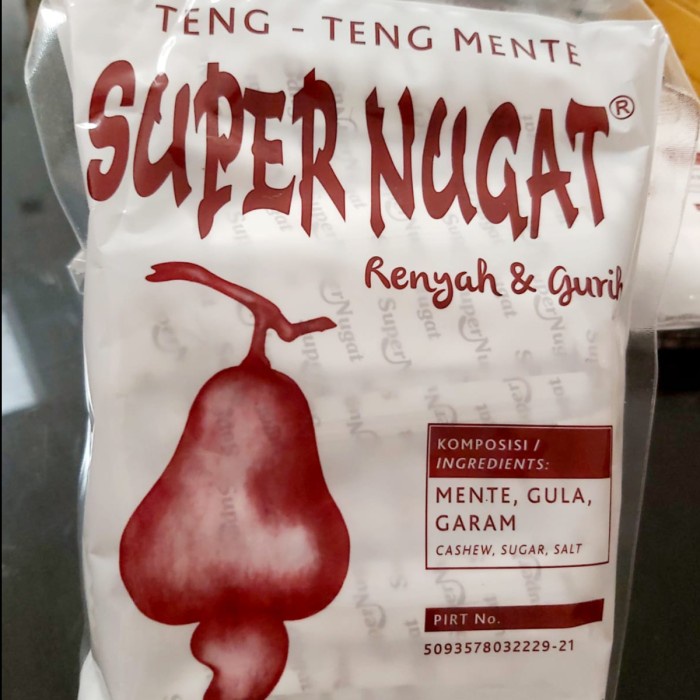 TENG - TENG MENTE
SUPER NUGAT®
Renyah & Gurih
KOMPOSISI /
INGREDIENTS:
MENTE, GULA,
GARAM
CASHEW, SUGAR, SALT
PIRT No.
5093578032229-21